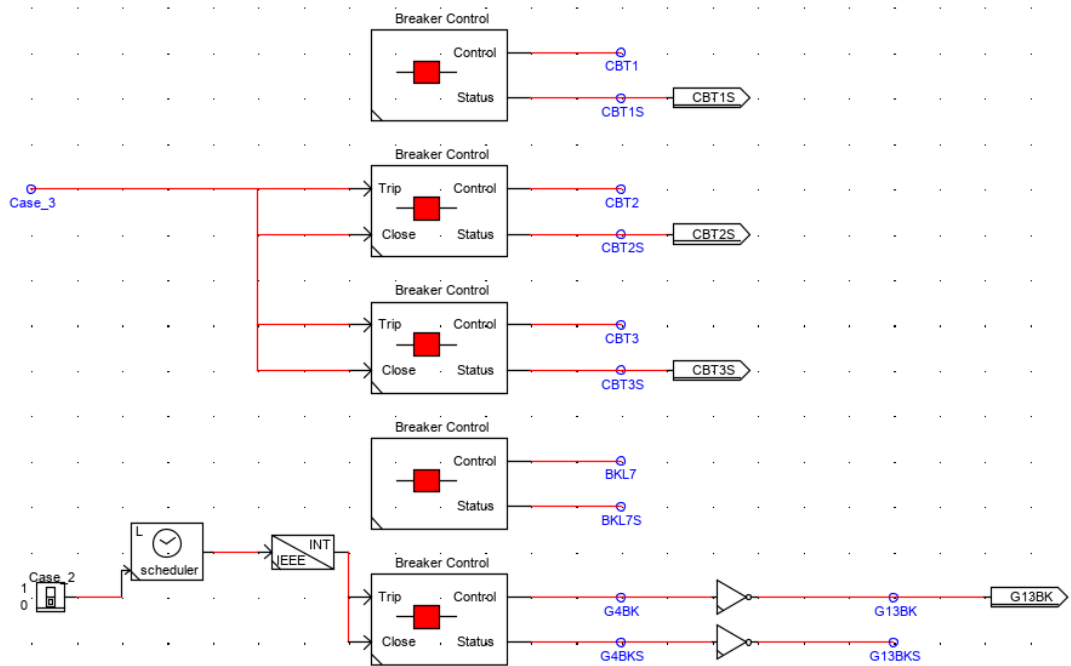 Breaker Control
Control
CBT1
Status
CBT1S
CBT1S
Breaker Control
Case_3
Trip
Control
CBT2
Close
Status
CBT2S
CBT2S
Breaker Control
Trip
Control
CBT3
Close
Status
CBT3S
CBT3S
Breaker Control
Control
BKL7
Status
BKL7S
L
scheduler
INT
IEEE
Case_2
1
0
Breaker Control
Trip
Control
G4BK
G13BK
G13BK
Close
Status
G4BKS
G13BKS